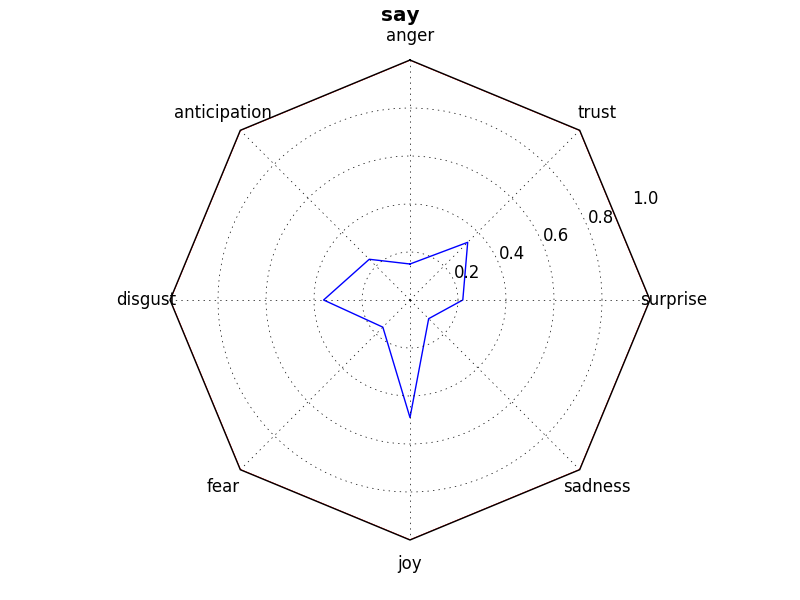 say
anger
anticipation
trust
1.0
0.8
0.6
0.4
0.2
disgust
surprise
fear
sadness
joy